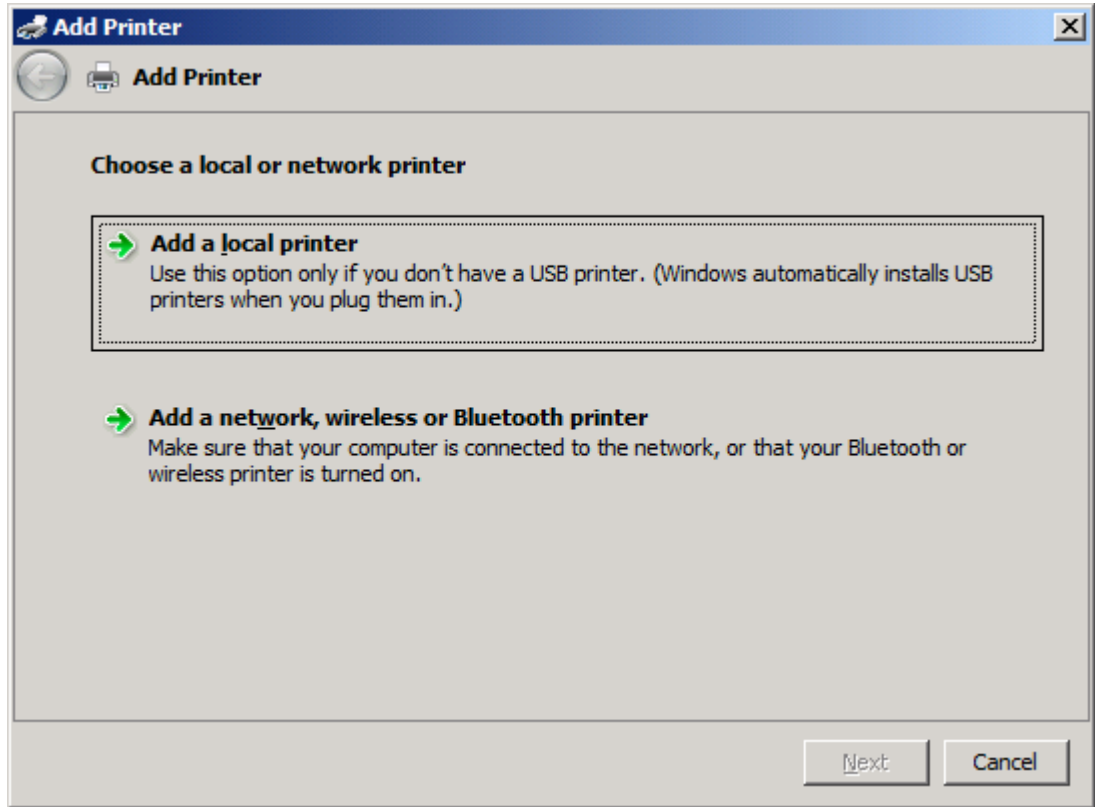 Add Printer
Add Printer
Choose a local or network printer
Add a local printer
Use this option only if you don't have a USB printer. (Windows automatically installs USB
printers when you plug them in.)
Add a network, wireless or Bluetooth printer
Make sure that your computer is connected to the network, or that your Bluetooth or
wireless printer is turned on.
Next
Cancel